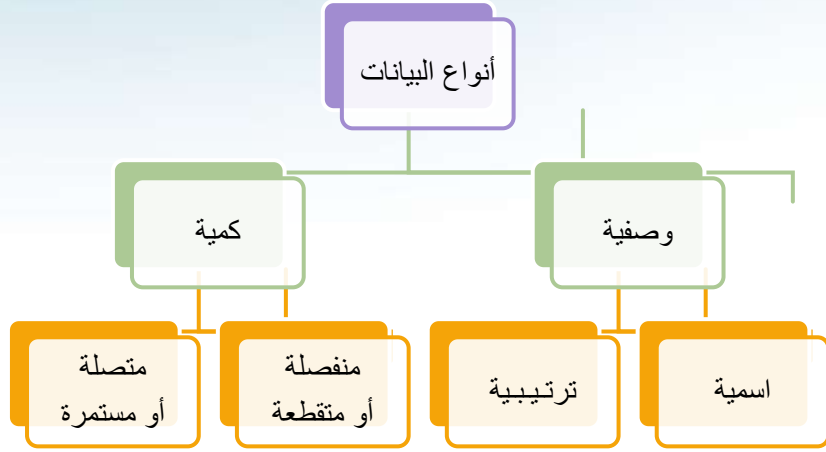 أنواع البيانات
وصفية
كمية
اسمية
ترتيبية
منفصلة
أو متقطعة
متصلة
أو مستمرة